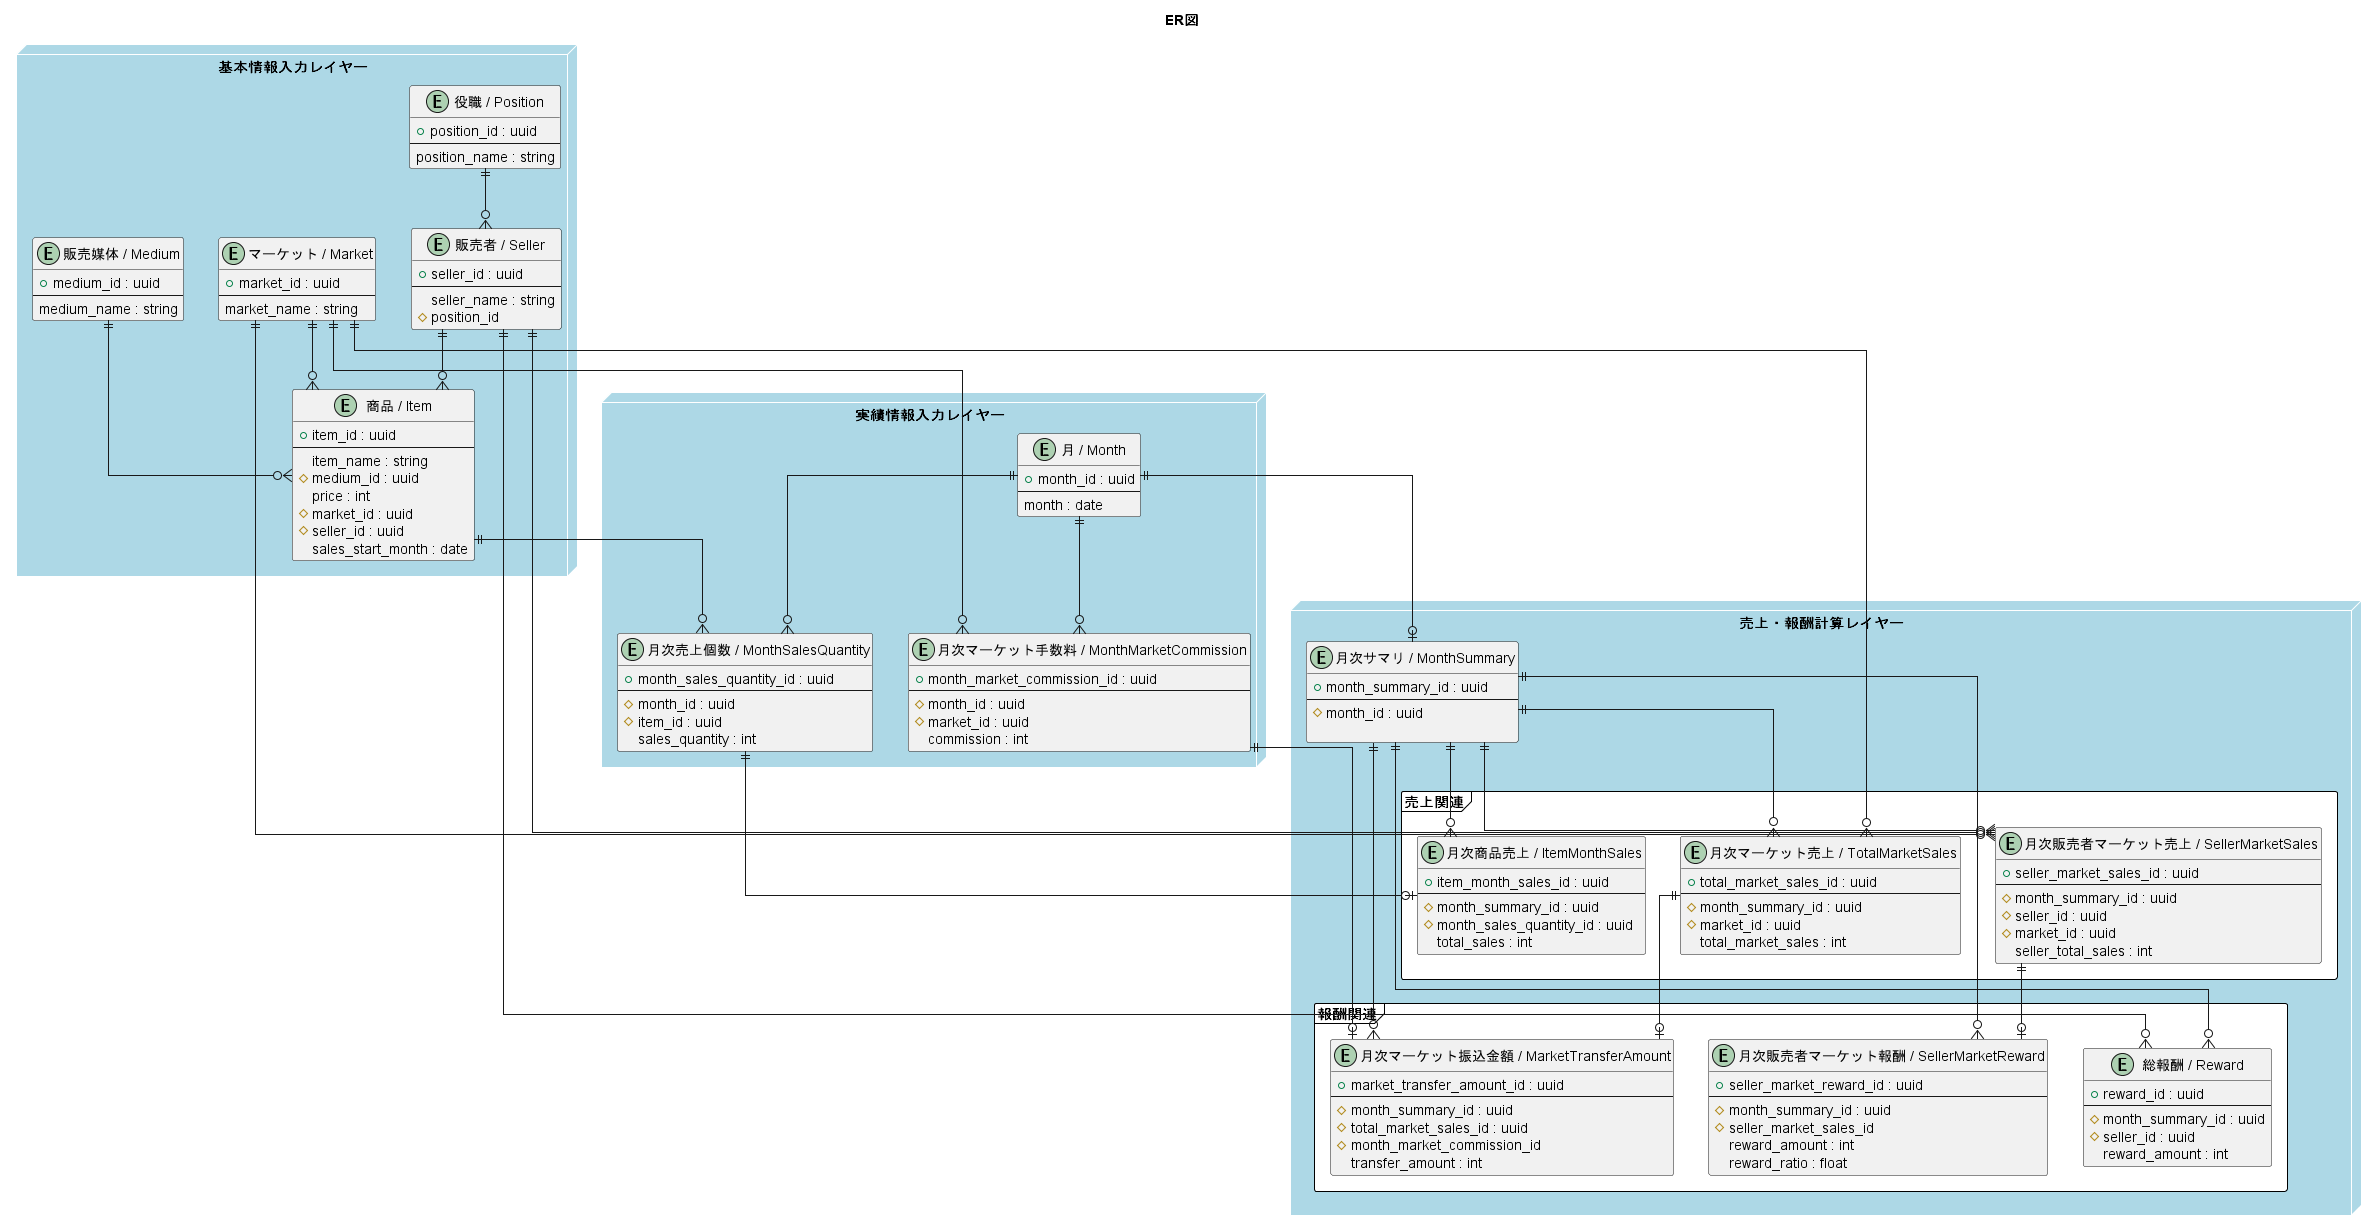 ER図
基本情報入力レイヤー
E 役職 / Position
position_id : uuid
position_name : string
E 販売媒体 / Medium
medium_id : uuid
medium_name : string
E マーケット / Market
market_id : uuid
market_name : string
E 販売者 / Seller
seller_id : uuid
seller_name : string
position_id
E 商品 / Item
item_id : uuid
item_name : string
medium_id : uuid
price : int
market_id : uuid
seller_id : uuid
sales_start_month : date
実績情報入力レイヤー
E 月 / Month
month_id : uuid
month : date
E 月次売上個数 / MonthSalesQuantity
month_sales_quantity_id : uuid
month_id : uuid
item_id : uuid
sales_quantity : int
E 月次マーケット手数料 / MonthMarketCommission
month_market_commission_id : uuid
month_id : uuid
market_id : uuid
commission : int
売上・報酬計算レイヤー
E 月次サマリ / MonthSummary
month_summary_id : uuid
month_id : uuid
売上関連
E 月次商品売上 / ItemMonthSales
item_month_sales_id : uuid
month_summary_id : uuid
month_sales_quantity_id : uuid
total_sales : int
E 月次マーケット売上 / TotalMarketSales
total_market_sales_id : uuid
month_summary_id : uuid
market_id : uuid
total_market_sales : int
E 月次販売者マーケット売上 / SellerMarketSales
seller_market_sales_id : uuid
month_summary_id : uuid
seller_id : uuid
market_id : uuid
seller_total_sales : int
報酬関連
E 月次マーケット振込金額 / MarketTransferAmount
market_transfer_amount_id : uuid
month_summary_id : uuid
total_market_sales_id : uuid
month_market_commission_id
transfer_amount : int
E 月次販売者マーケット報酬 / SellerMarketReward
seller_market_reward_id : uuid
month_summary_id : uuid
seller_market_sales_id
reward_amount : int
reward_ratio : float
E 総報酬 / Reward
reward_id : uuid
month_summary_id : uuid
seller_id : uuid
reward_amount : int